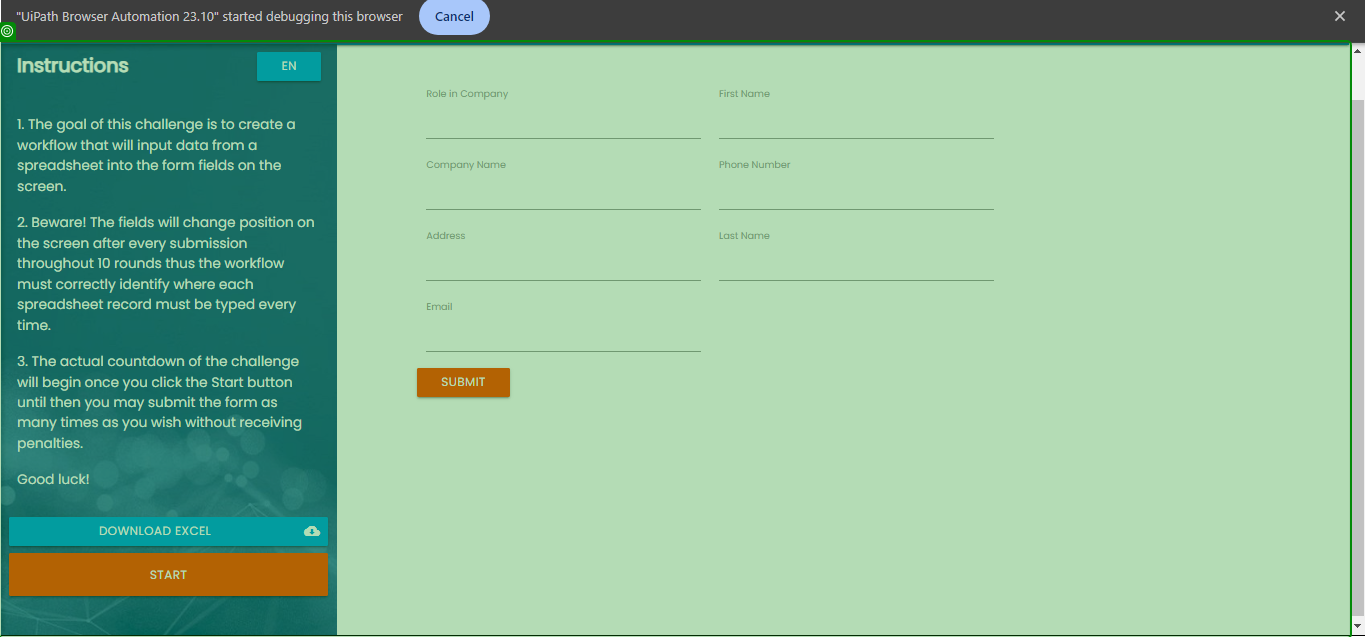 "UiPath Browser Automation 23.10" started debugging this browser
Cancel
Instructions
EN
1. The goal of this challenge is to create a
workflow that will input data from a
spreadsheet into the form fields on the
screen.
2. Beware! The fields will change position on
the screen after every submission
throughout 10 rounds thus the workflow
must correctly identify where each
spreadsheet record must be typed every
time.
3. The actual countdown of the challenge
will begin once you click the Start button
until then you may submit the form as
many times as you wish without receiving
penalties.
Good luck!
DOWNLOAD EXCEL
START
Role in Company
First Name
Company Name
Phone Number
Address
Last Name
Email
SUBMIT